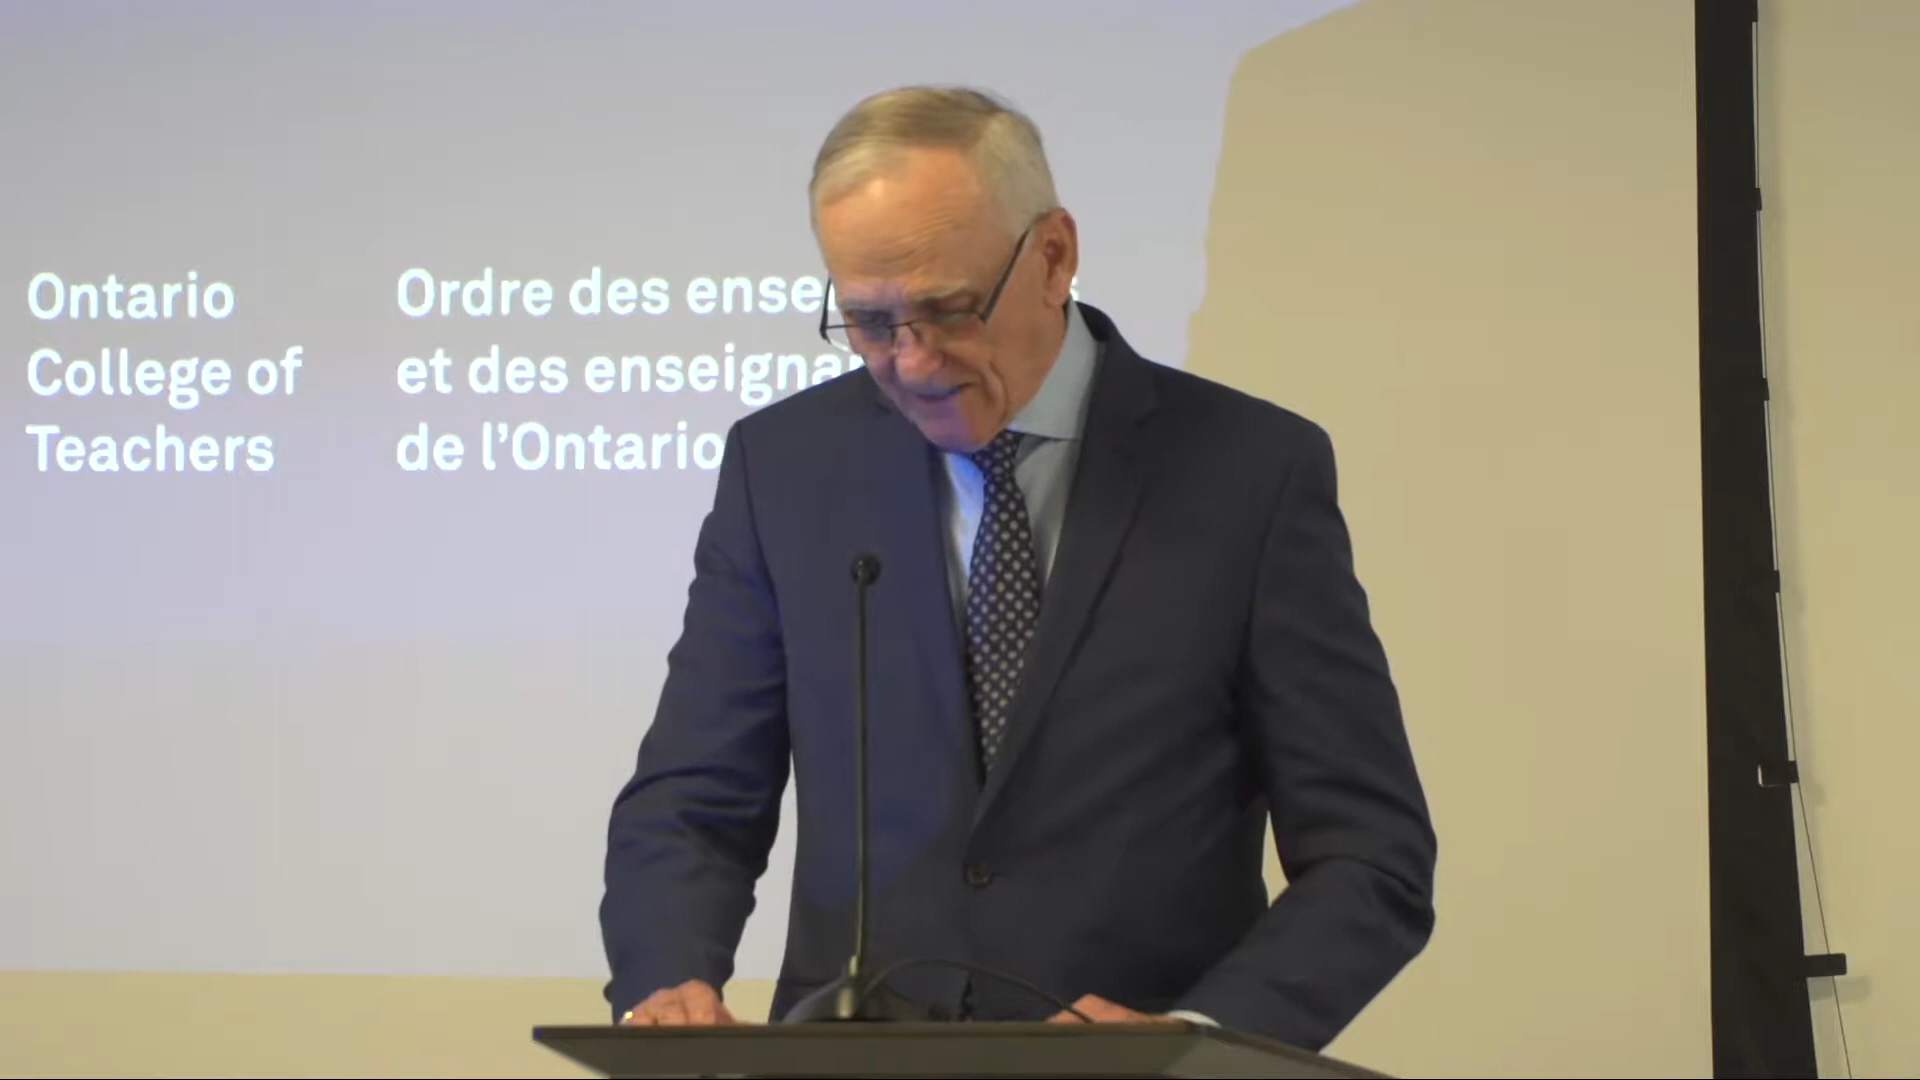 Ontario
College of
Teachers
Ordre des
et des
de l'Ontario